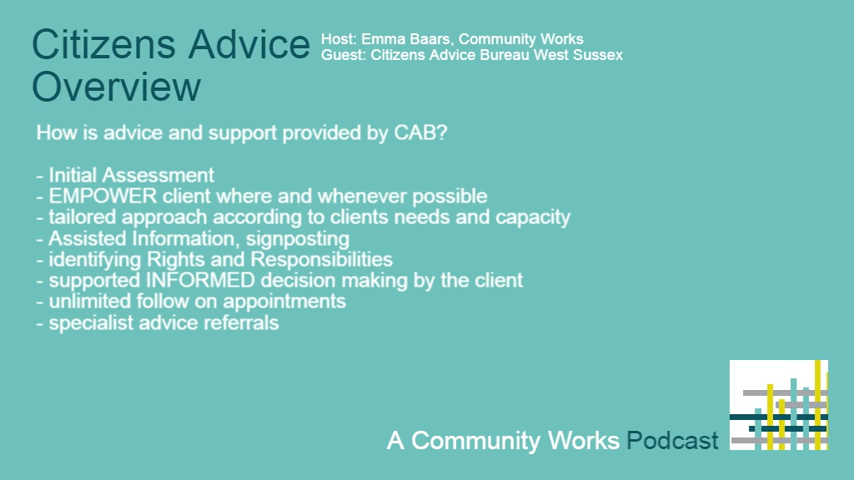 Citizens Advice
Overview
Host: Emma Baars, Community Works
Guest: Citizens Advice Bureau West Sussex
How is advice and support provided by CAB?
- Initial Assessment
- EMPOWER client where and whenever possible
- tailored approach according to clients needs and capacity
- Assisted Information, signposting
- identifying Rights and Responsibilities
- supported INFORMED decision making by the client
- unlimited follow on appointments
- specialist advice referrals
A Community Works Podcast